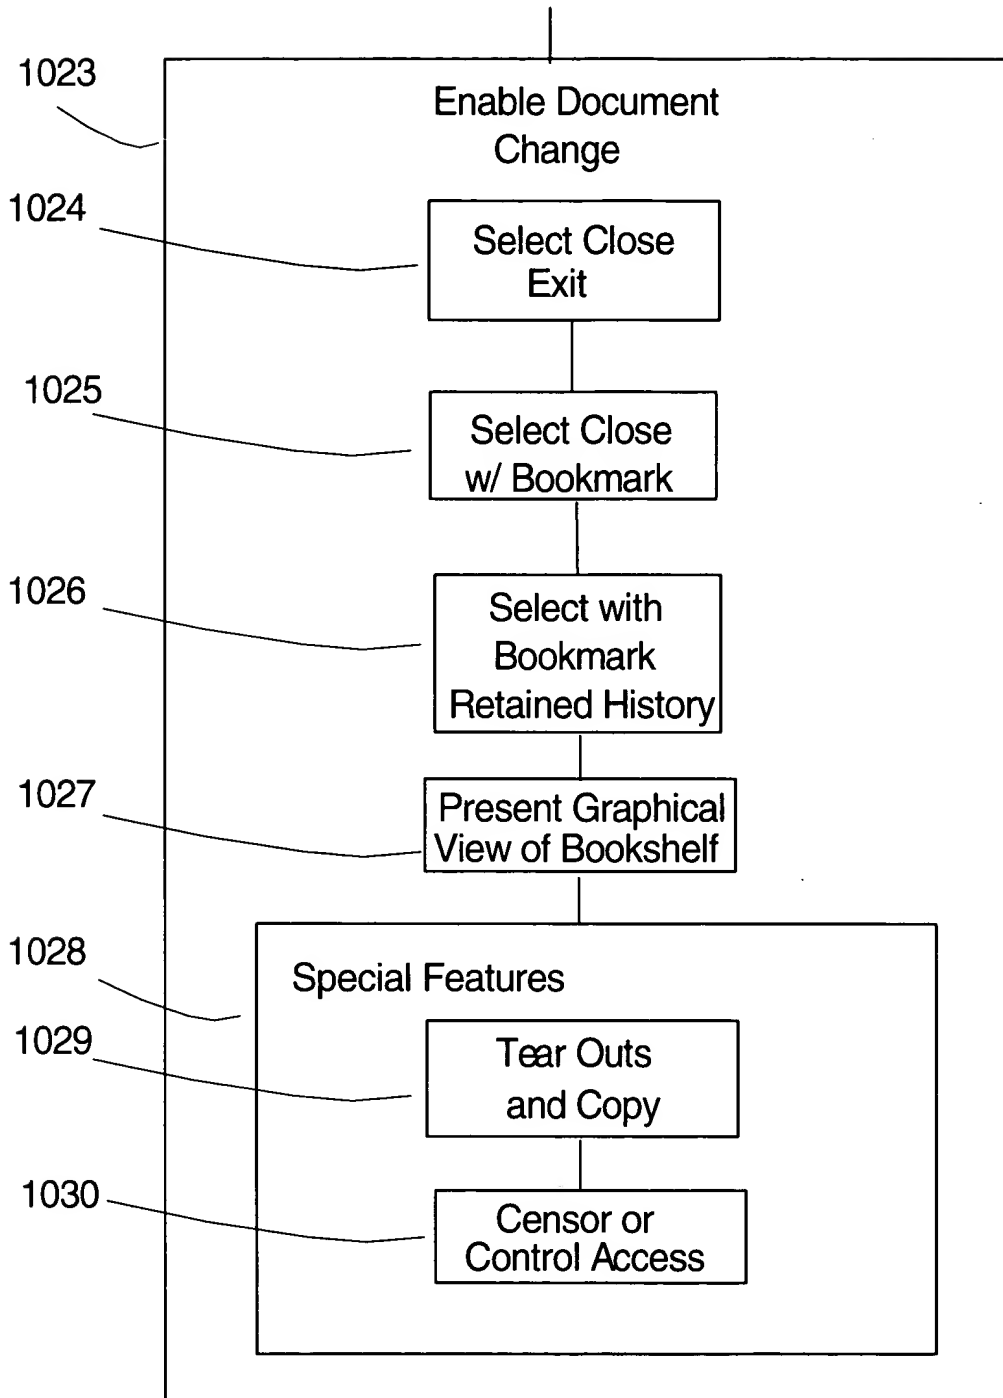 1023
Enable Document
Change
1024
Select Close
Exit
1025
Select Close
w/ Bookmark
1026
Select with
Bookmark
Retained History
1027
Present Graphical
View of Bookshelf
1028
Special Features
1029
Tear Outs
and Copy
1030
Censor or
Control Access